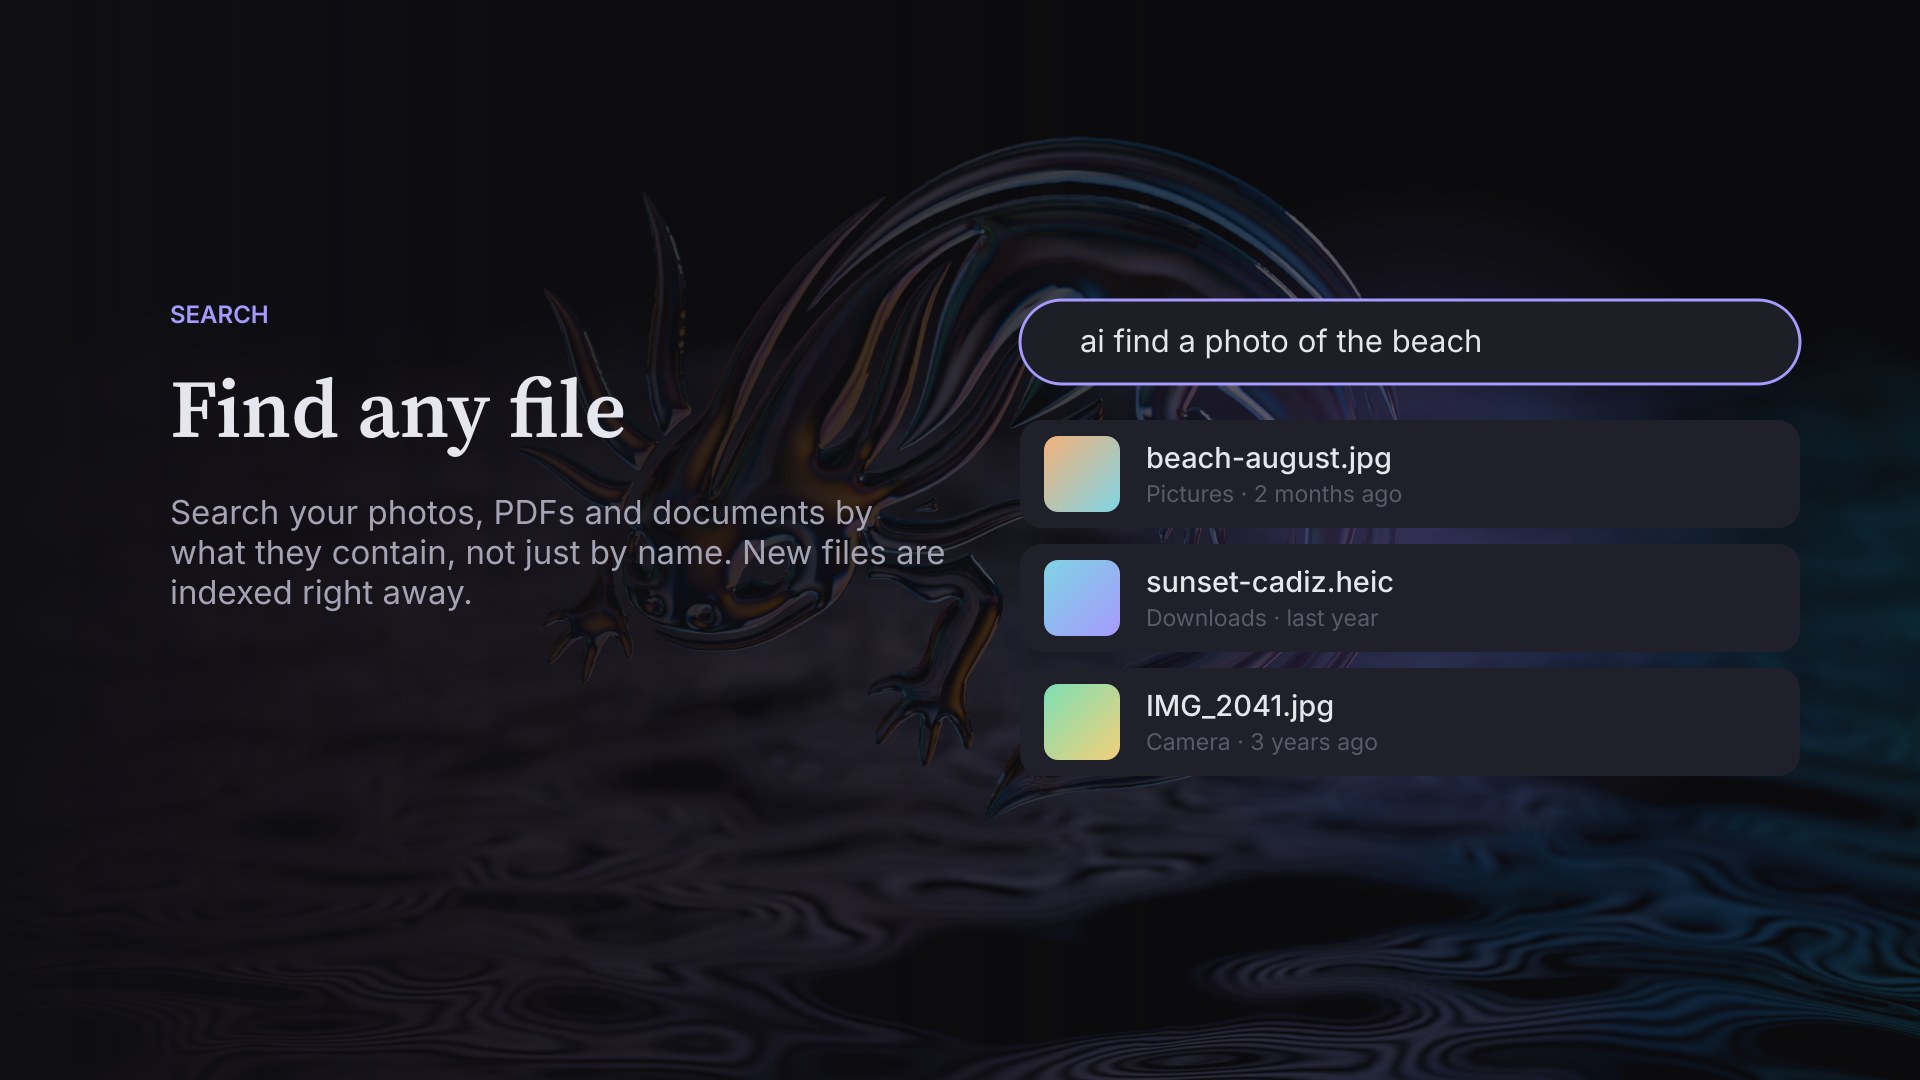 SEARCH
Find any file
Search your photos, PDFs and documents by
what they contain, not just by name. New files are
indexed right away.
ai find a photo of the beach
beach-august.jpg
Pictures · 2 months ago
sunset-cadiz.heic
Downloads · last year
IMG_2041.jpg
Camera · 3 years ago